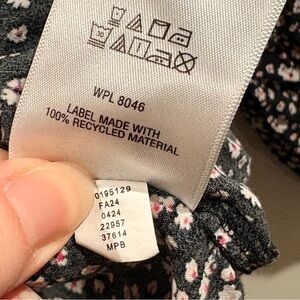 WPL 8046
LABEL MADE WITH
100% RECYCLED MATERIAL
0195129
FA24
0424
22957
37614
MPB